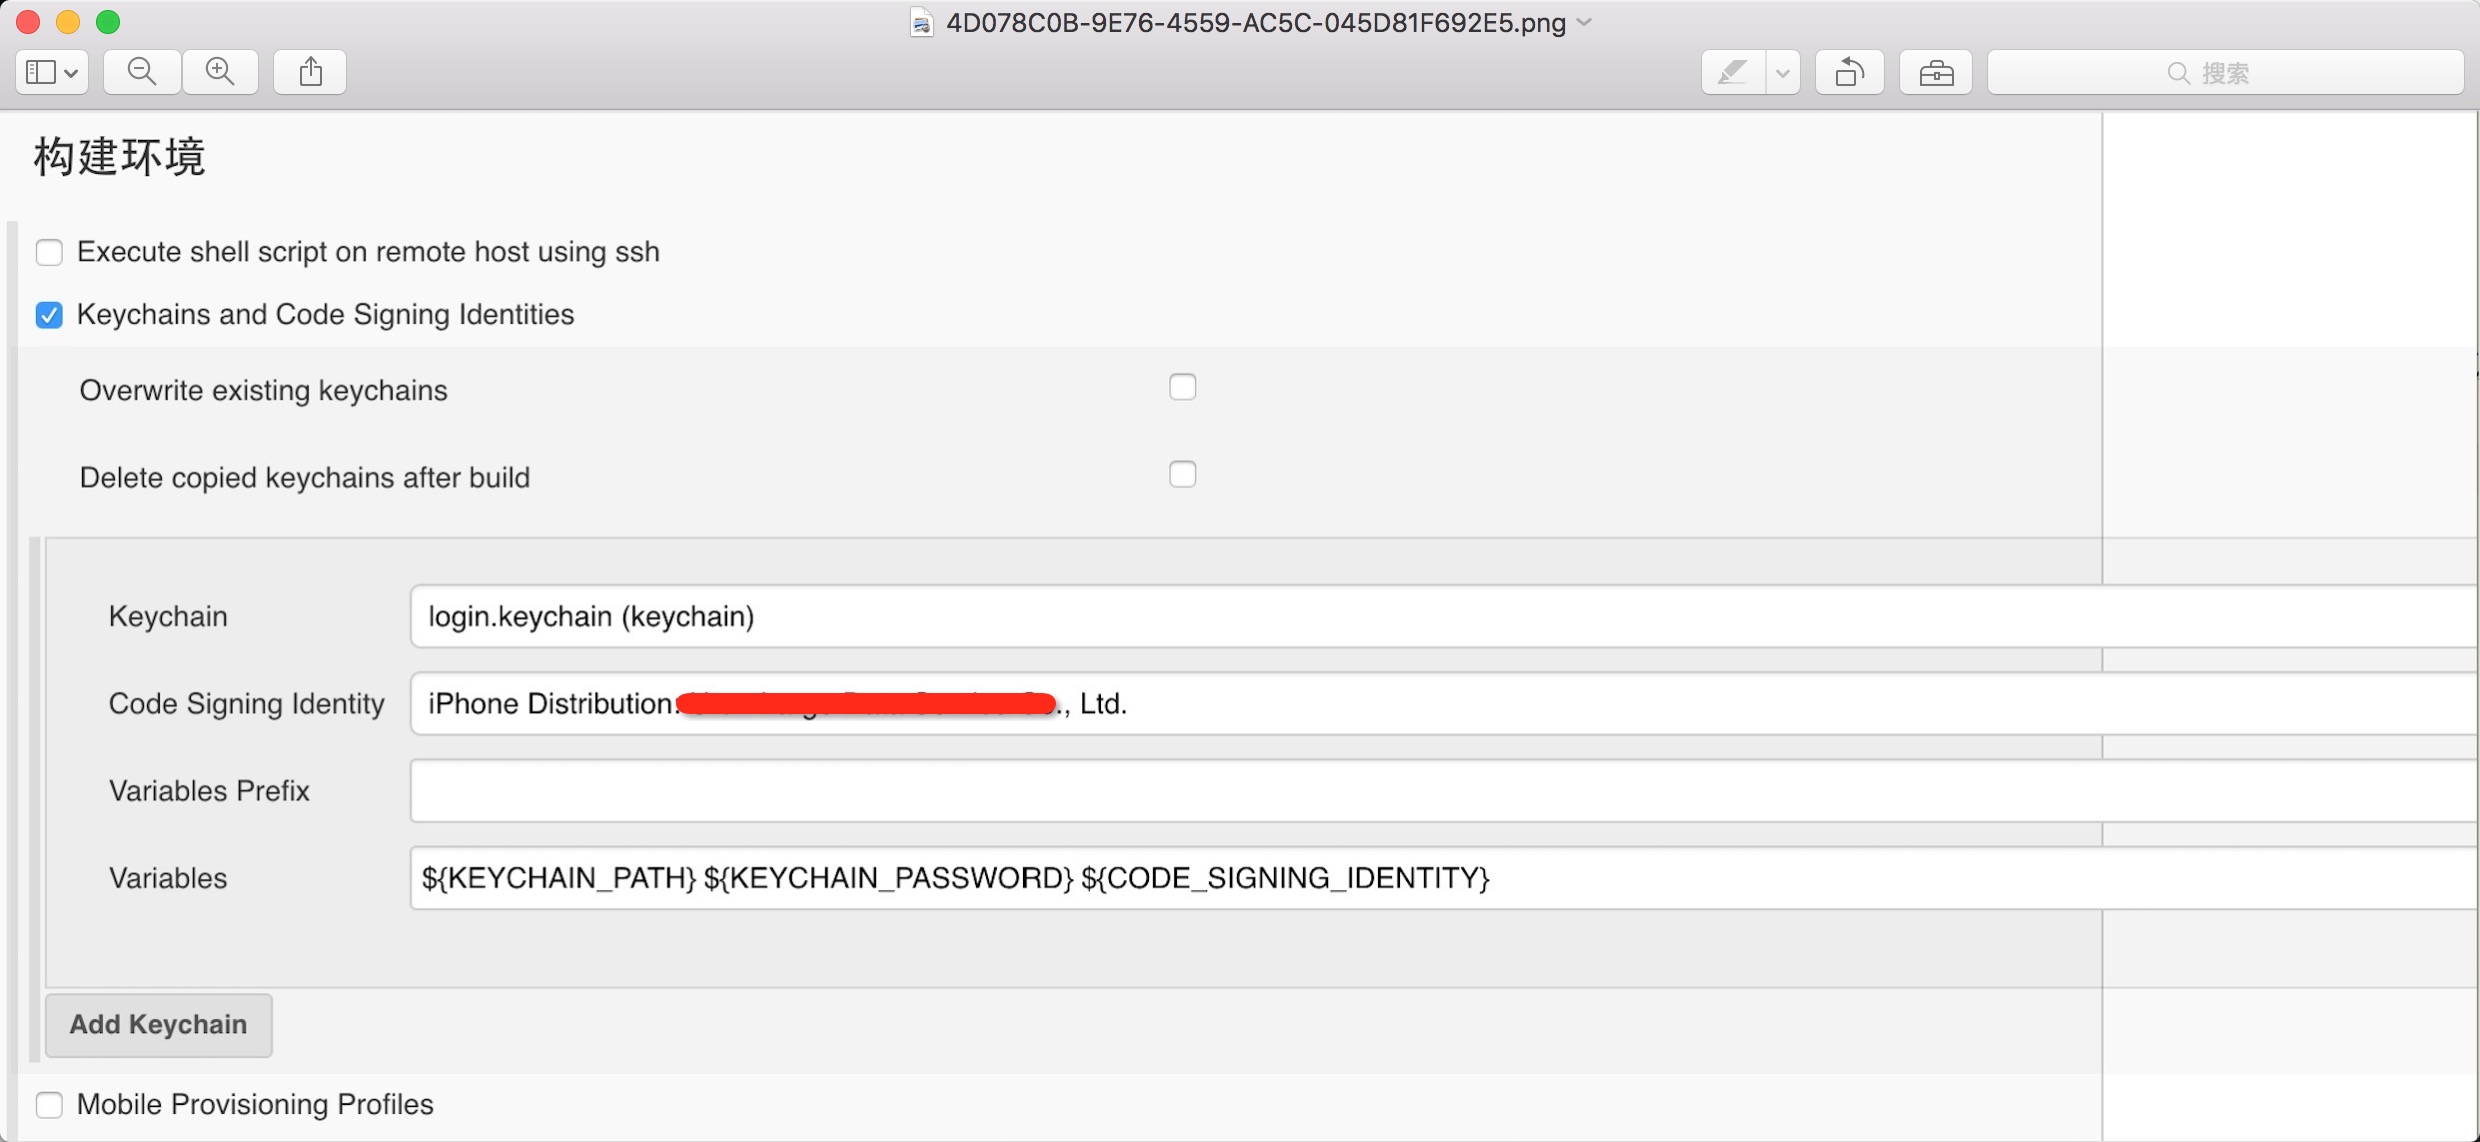 4D078C0B-9E76-4559-AC5C-045D81F692E5.png
搜索
构建环境
Execute shell script on remote host using ssh
Keychains and Code Signing Identities
Overwrite existing keychains
Delete copied keychains after build
Keychain login.keychain (keychain)
Code Signing Identity iPhone Distribution: ., Ltd.
Variables Prefix
Variables ${KEYCHAIN_PATH} ${KEYCHAIN_PASSWORD} ${CODE_SIGNING_IDENTITY}
Add Keychain
Mobile Provisioning Profiles